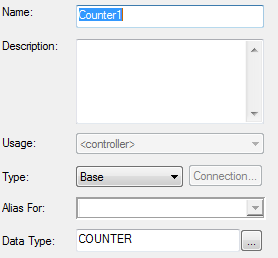 Name: Counter1
Description:
Usage: <controller>
Type: Base Connection...
Alias For:
Data Type: COUNTER ...